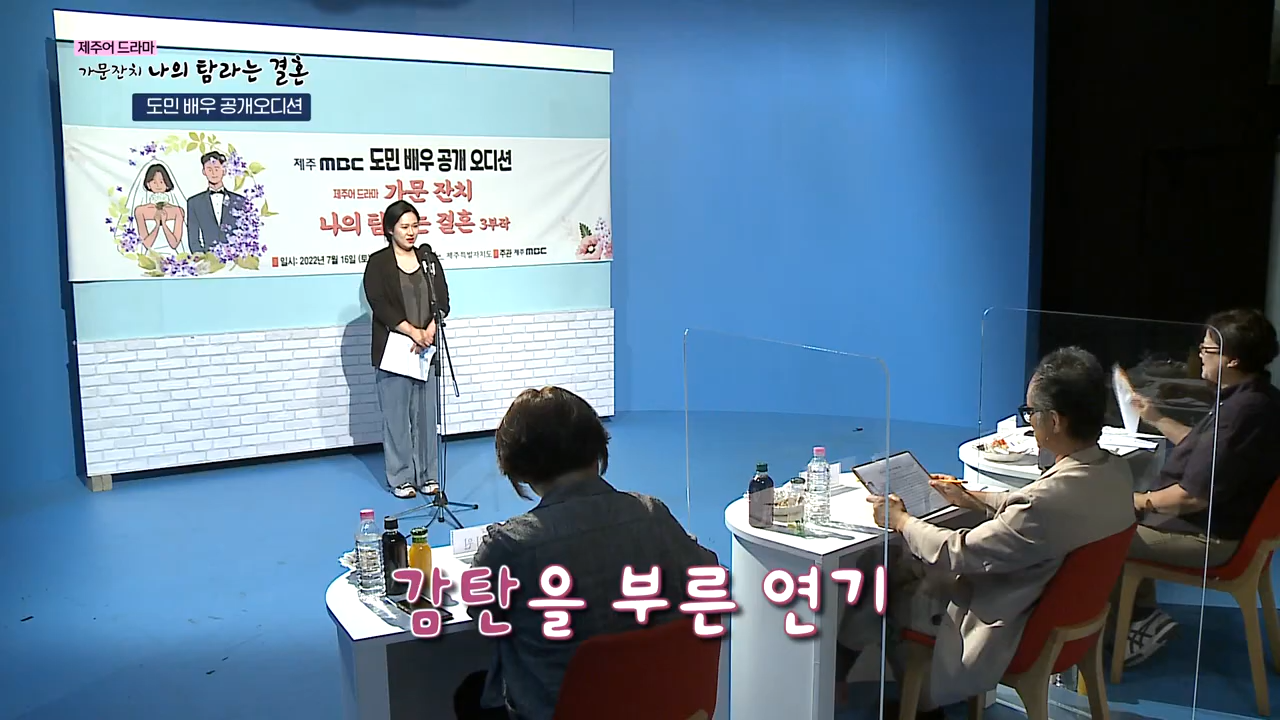 제주어 드라마
가문잔치 나의 탐라는 결혼
도민 배우 공개오디션
제주 MBC 도민 배우 공개 오디션
제주어 드라마 가문 잔치
나의 탐 는 결혼 3부작
일시: 2022년 7월 16일 (토) 제주특별자치도 주관 제주 MBC
감탄을 부른 연기